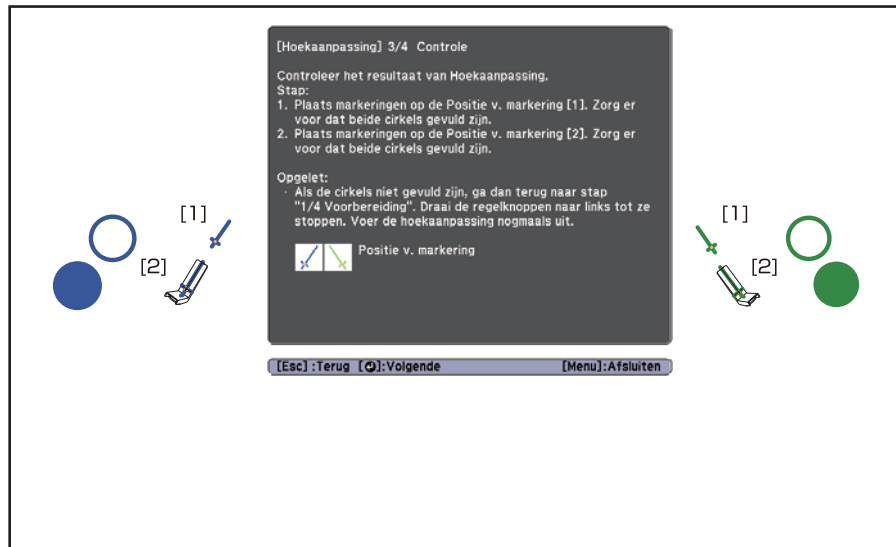 [Hoekaanpassing] 3/4 Controle
Controleer het resultaat van Hoekaanpassing.
Stap:
1. Plaats markeringen op de Positie v. markering [1]. Zorg er
voor dat beide cirkels gevuld zijn.
2. Plaats markeringen op de Positie v. markering [2]. Zorg er
voor dat beide cirkels gevuld zijn.
Opgelet:
· Als de cirkels niet gevuld zijn, ga dan terug naar stap
"1/4 Voorbereiding". Draai de regelknoppen naar links tot ze
stoppen. Voer de hoekaanpassing nogmaals uit.
Positie v. markering
[1]
[2]
[1]
[2]
[Esc] :Terug [⏎]:Volgende [Menu]:Afsluiten